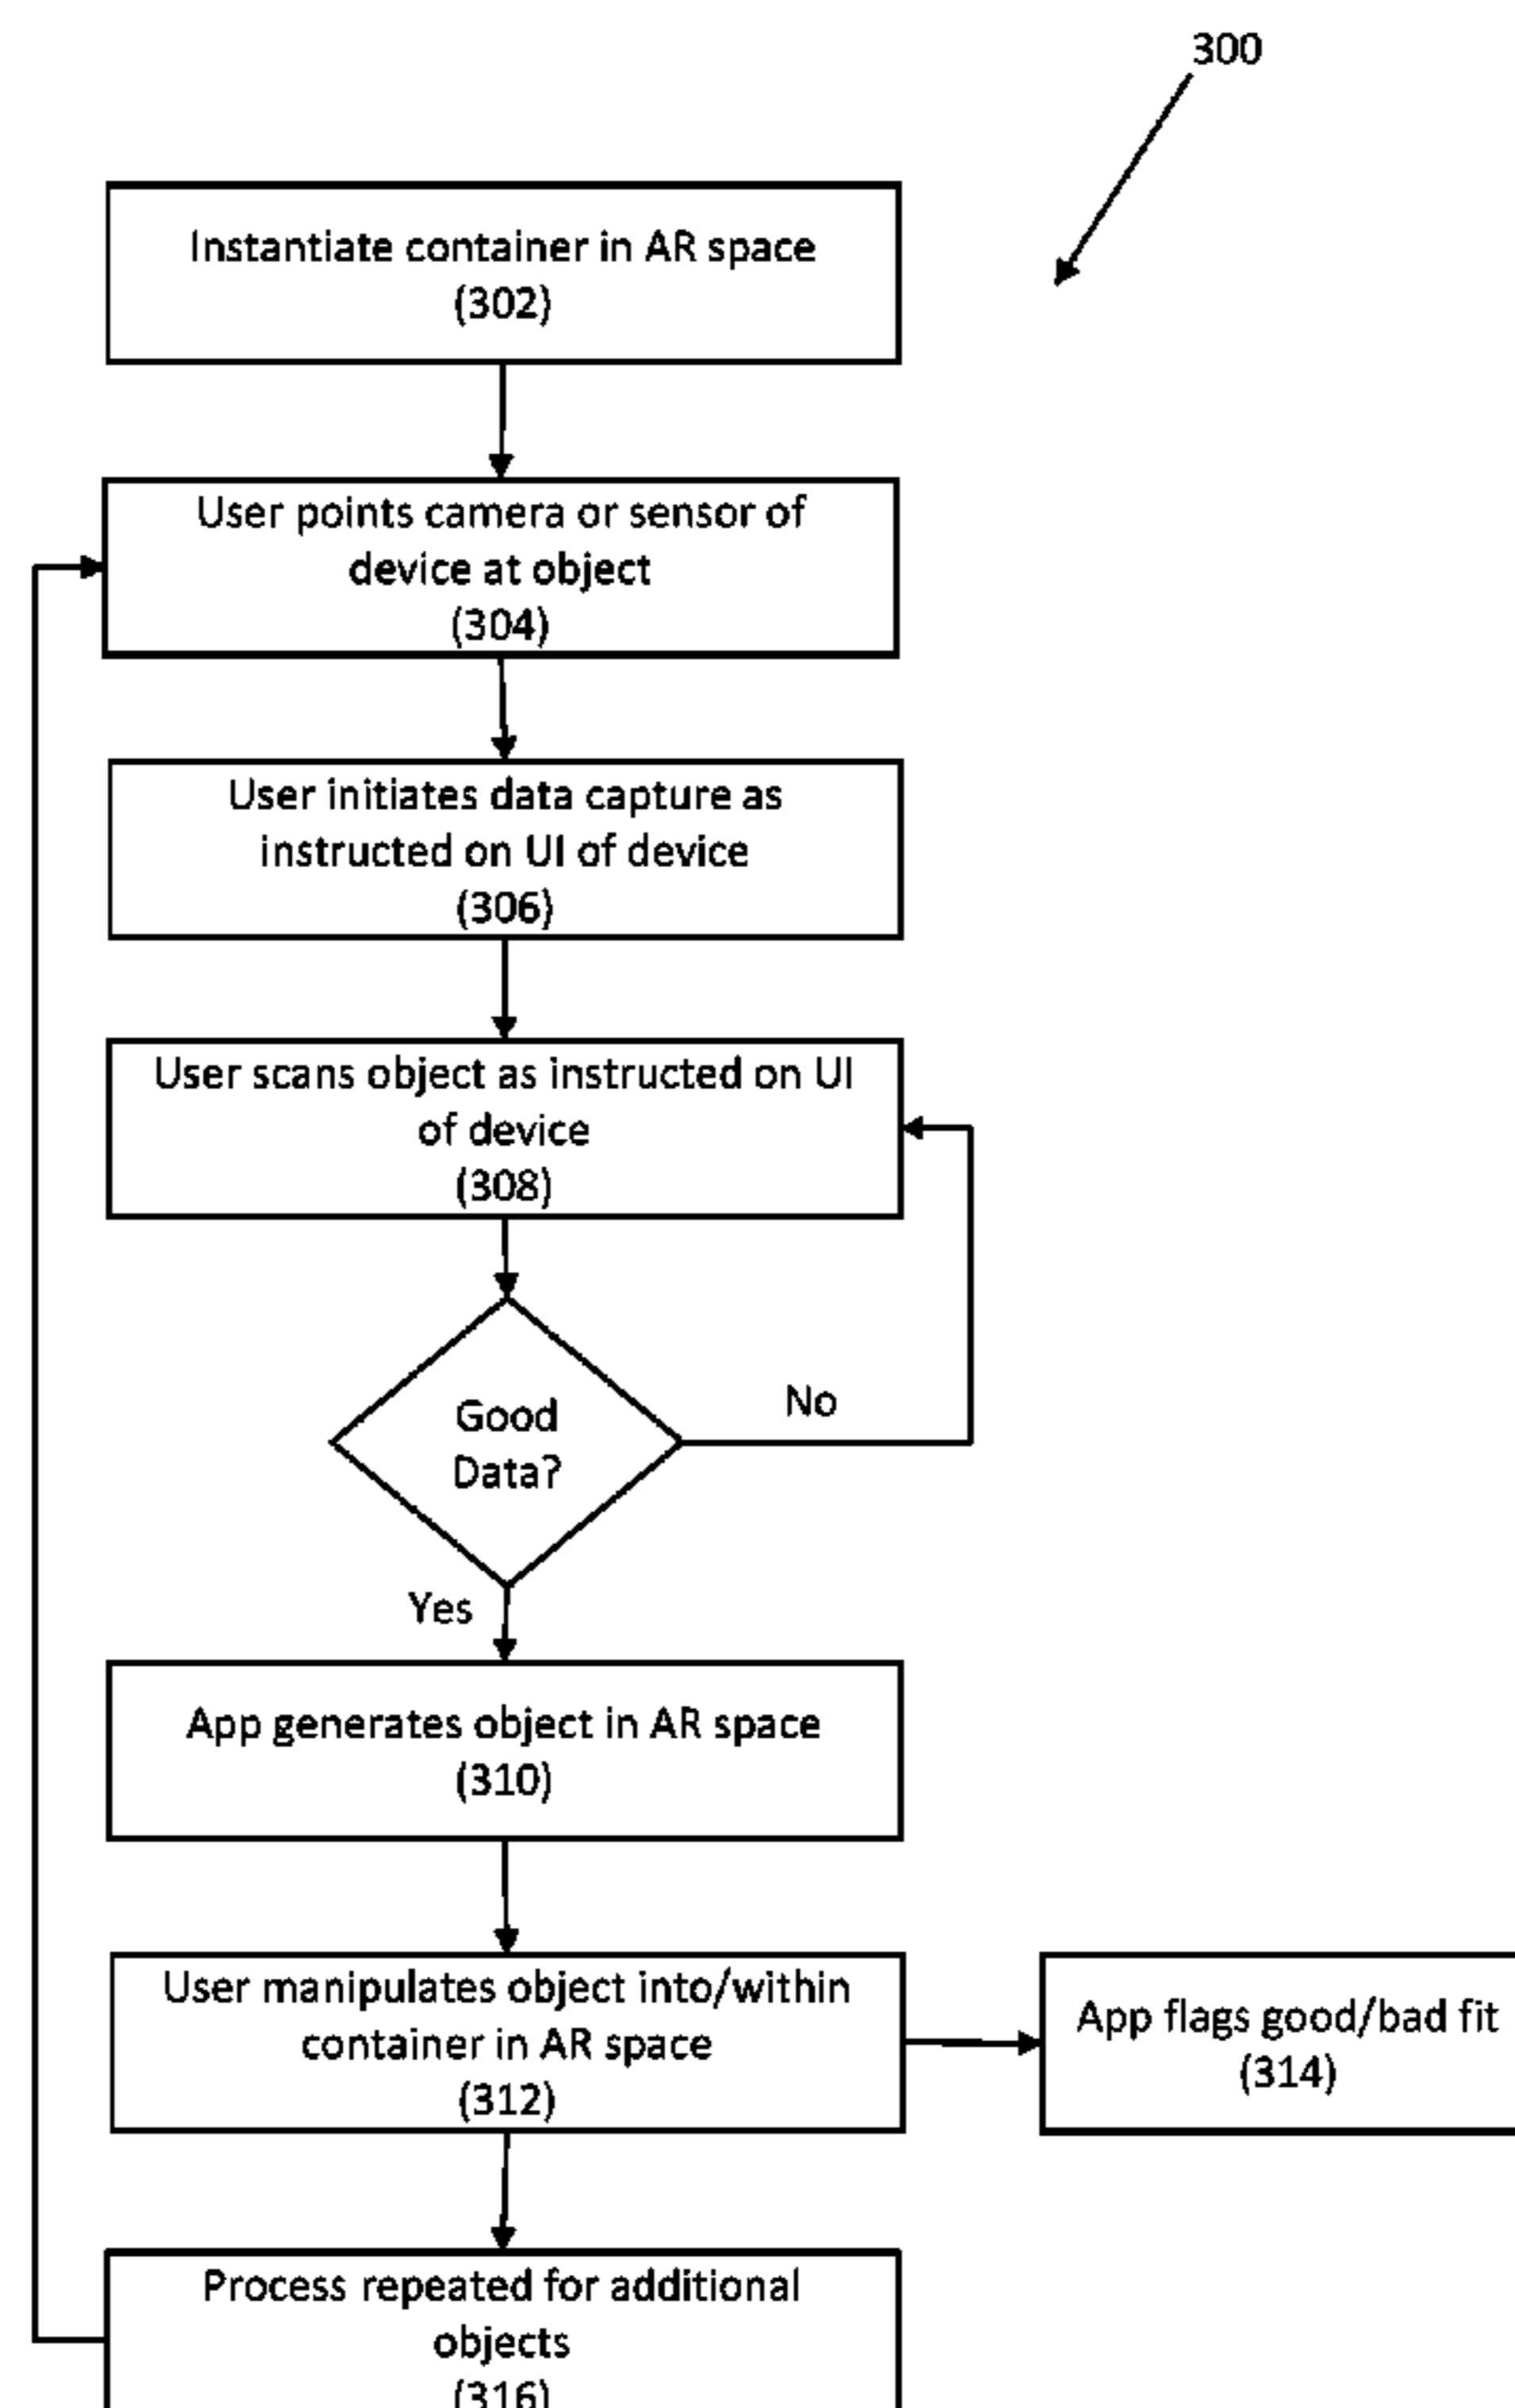 300
Instantiate container in AR space
(302)
User points camera or sensor of
device at object
(304)
User initiates data capture as
instructed on UI of device
(306)
User scans object as instructed on UI
of device
(308)
Good
Data?
No
Yes
App generates object in AR space
(310)
User manipulates object into/within
container in AR space
(312)
App flags good/bad fit
(314)
Process repeated for additional
objects
(316)